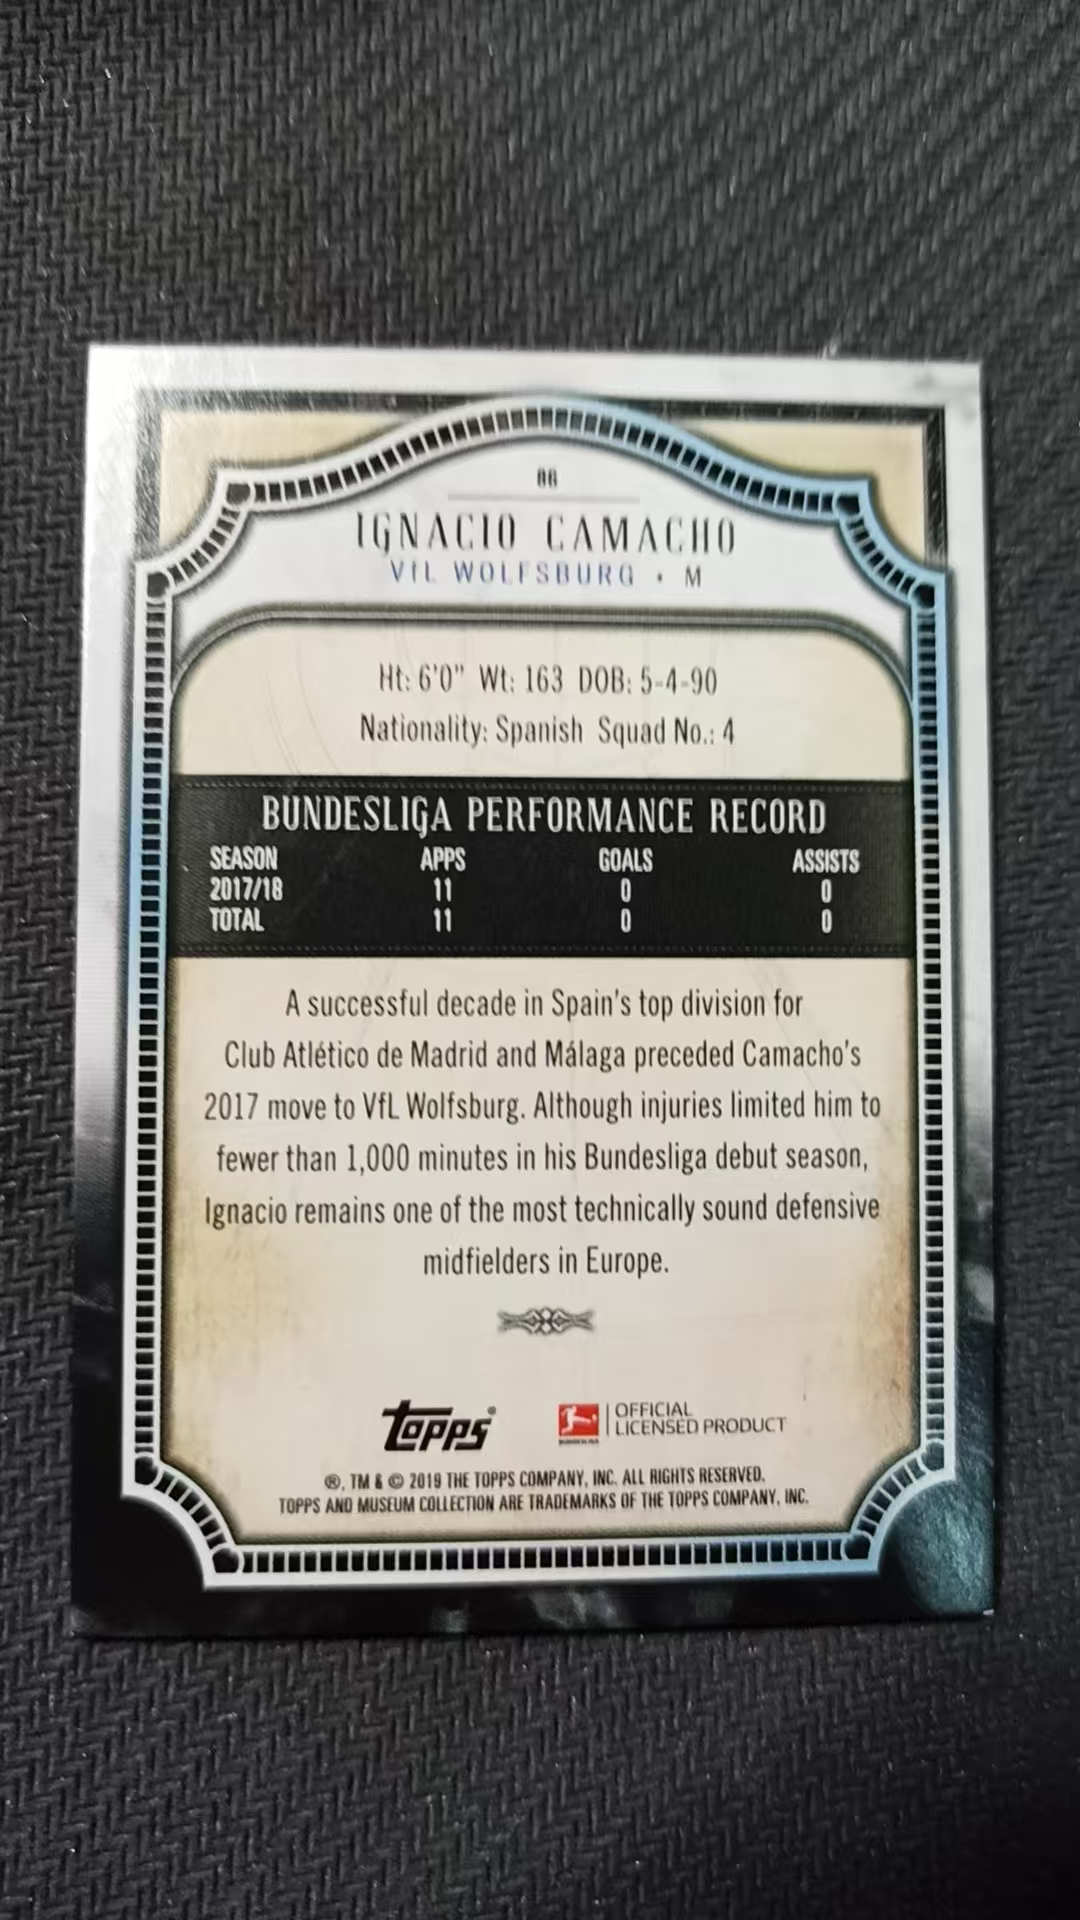 86
IGNACIO CAMACHO
VfL WOLFSBURG • M
Ht: 6'0" Wt: 163 DOB: 5-4-90
Nationality: Spanish Squad No.: 4
BUNDESLIGA PERFORMANCE RECORD
SEASON APPS GOALS ASSISTS
2017/18 11 0 0
TOTAL 11 0 0
A successful decade in Spain's top division for
Club Atlético de Madrid and Málaga preceded Camacho's
2017 move to VfL Wolfsburg. Although injuries limited him to
fewer than 1,000 minutes in his Bundesliga debut season,
Ignacio remains one of the most technically sound defensive
midfielders in Europe.
Topps®
OFFICIAL
LICENSED PRODUCT
®, TM & © 2019 THE TOPPS COMPANY, INC. ALL RIGHTS RESERVED.
TOPPS AND MUSEUM COLLECTION ARE TRADEMARKS OF THE TOPPS COMPANY, INC.